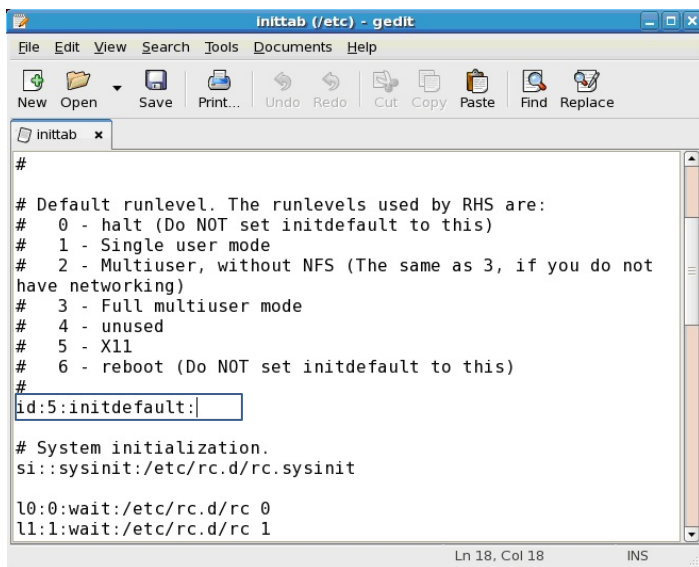 inittab (/etc) - gedit
File Edit View Search Tools Documents Help
New Open Save Print... Undo Redo Cut Copy Paste Find Replace
inittab
#
# Default runlevel. The runlevels used by RHS are:
#   0 - halt (Do NOT set initdefault to this)
#   1 - Single user mode
#   2 - Multiuser, without NFS (The same as 3, if you do not
have networking)
#   3 - Full multiuser mode
#   4 - unused
#   5 - X11
#   6 - reboot (Do NOT set initdefault to this)
#
id:5:initdefault:
# System initialization.
si::sysinit:/etc/rc.d/rc.sysinit
l0:0:wait:/etc/rc.d/rc 0
l1:1:wait:/etc/rc.d/rc 1
Ln 18, Col 18 INS